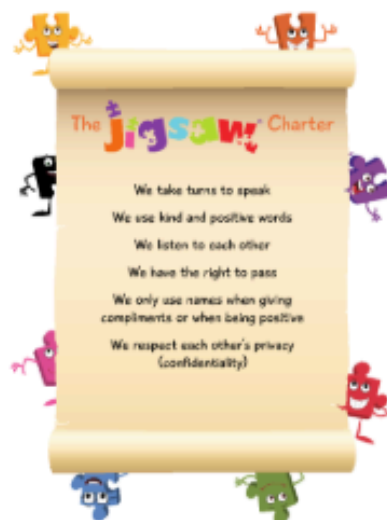 The Jigsaw Charter
We take turns to speak
We use kind and positive words
We listen to each other
We have the right to pass
We only use names when giving
compliments or when being positive
We respect each other's privacy
(confidentiality)